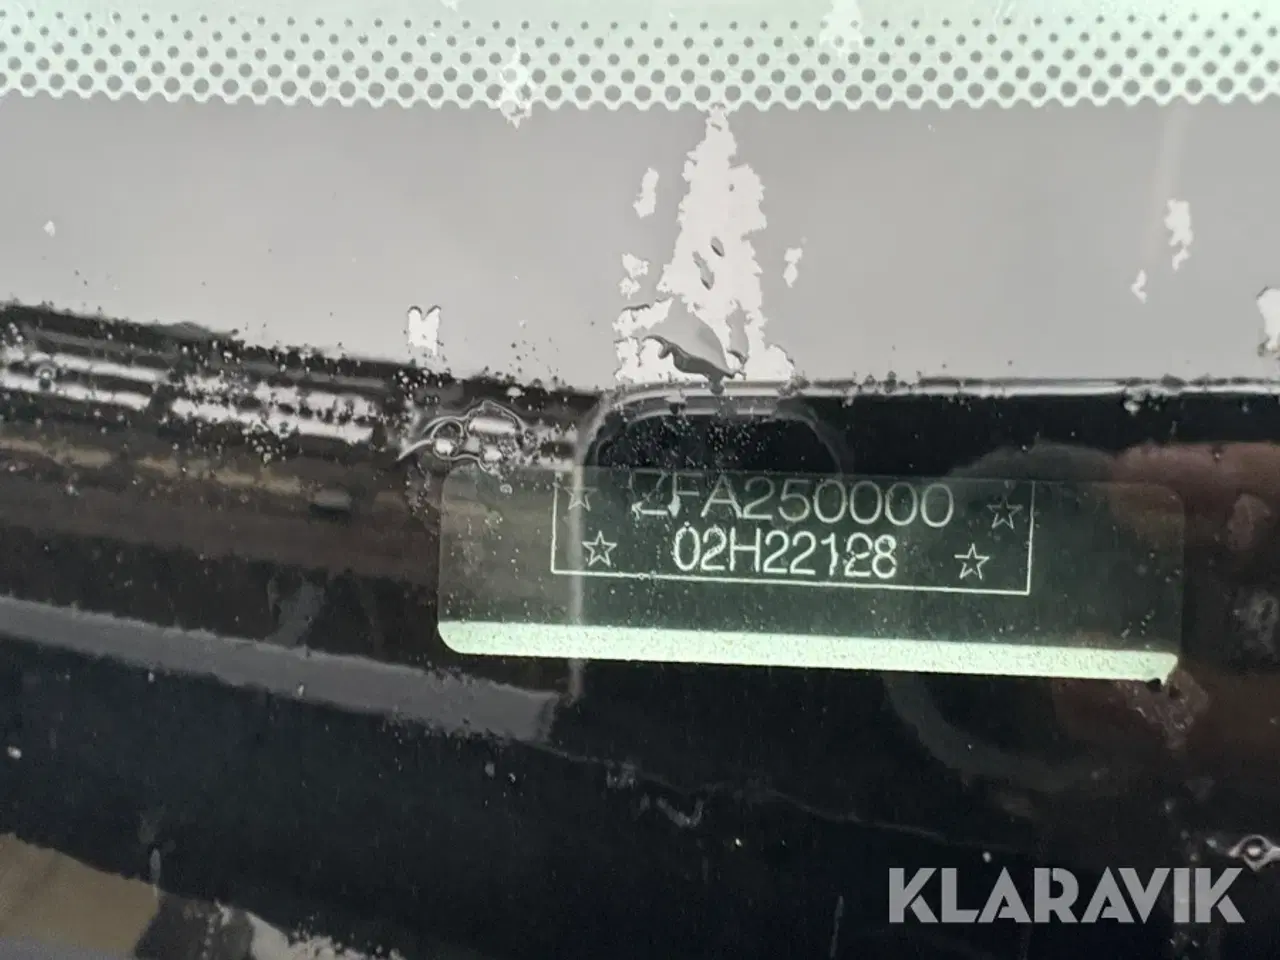 ☆ ZFA250000 ☆
☆ 02H22128 ☆
KLARAVIK